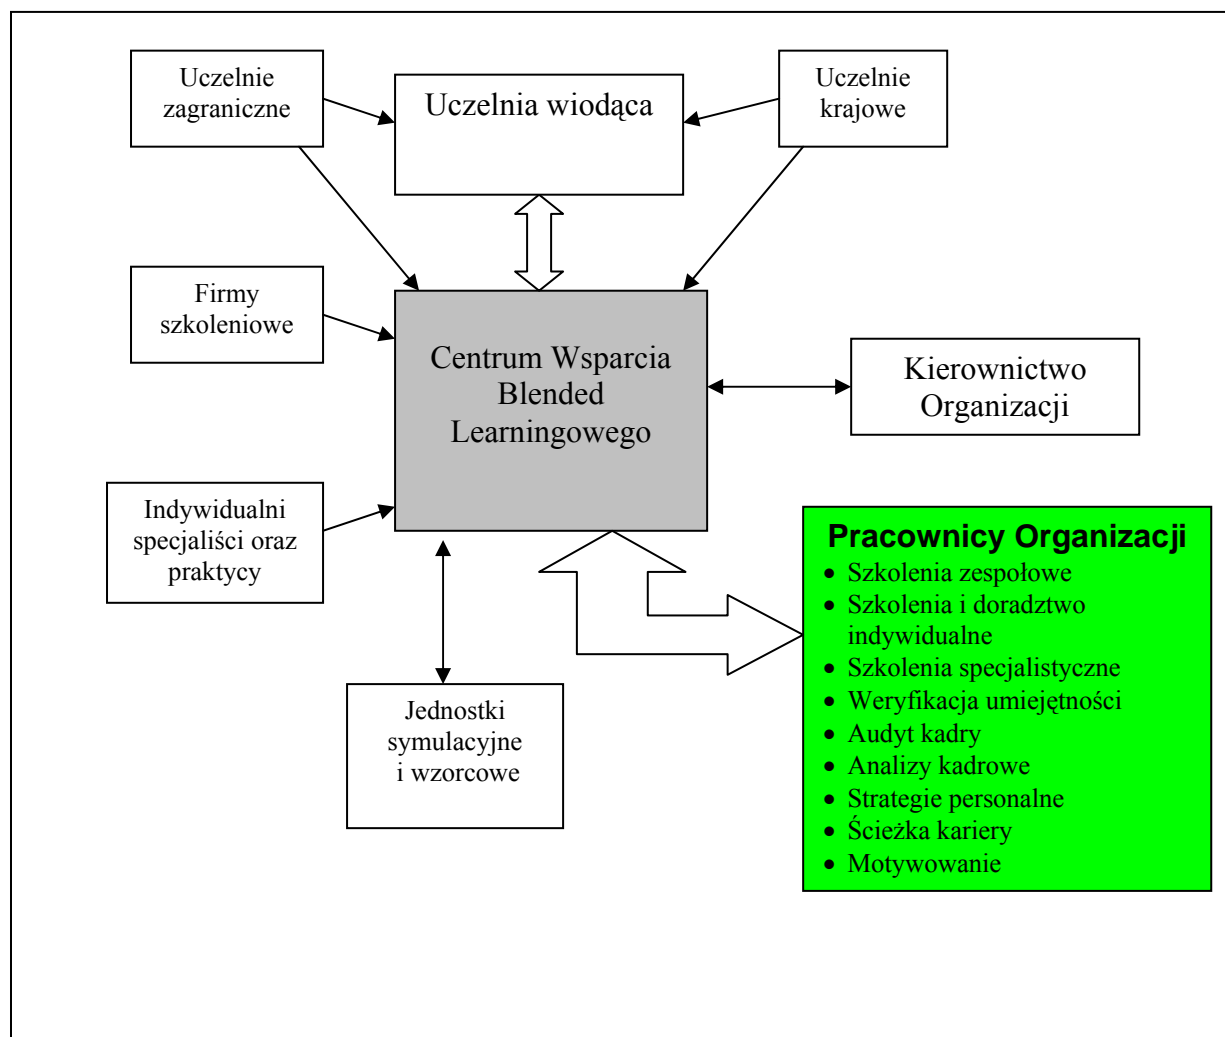 Uczelnie
zagraniczne
Uczelnia wiodąca
Uczelnie
krajowe
Firmy
szkoleniowe
Centrum Wsparcia
Blended
Learningowego
Kierownictwo
Organizacji
Indywidualni
specjaliści oraz
praktycy
Jednostki
symulacyjne
i wzorcowe
Pracownicy Organizacji
• Szkolenia zespołowe
• Szkolenia i doradztwo
indywidualne
• Szkolenia specjalistyczne
• Weryfikacja umiejętności
• Audyt kadry
• Analizy kadrowe
• Strategie personalne
• Ścieżka kariery
• Motywowanie